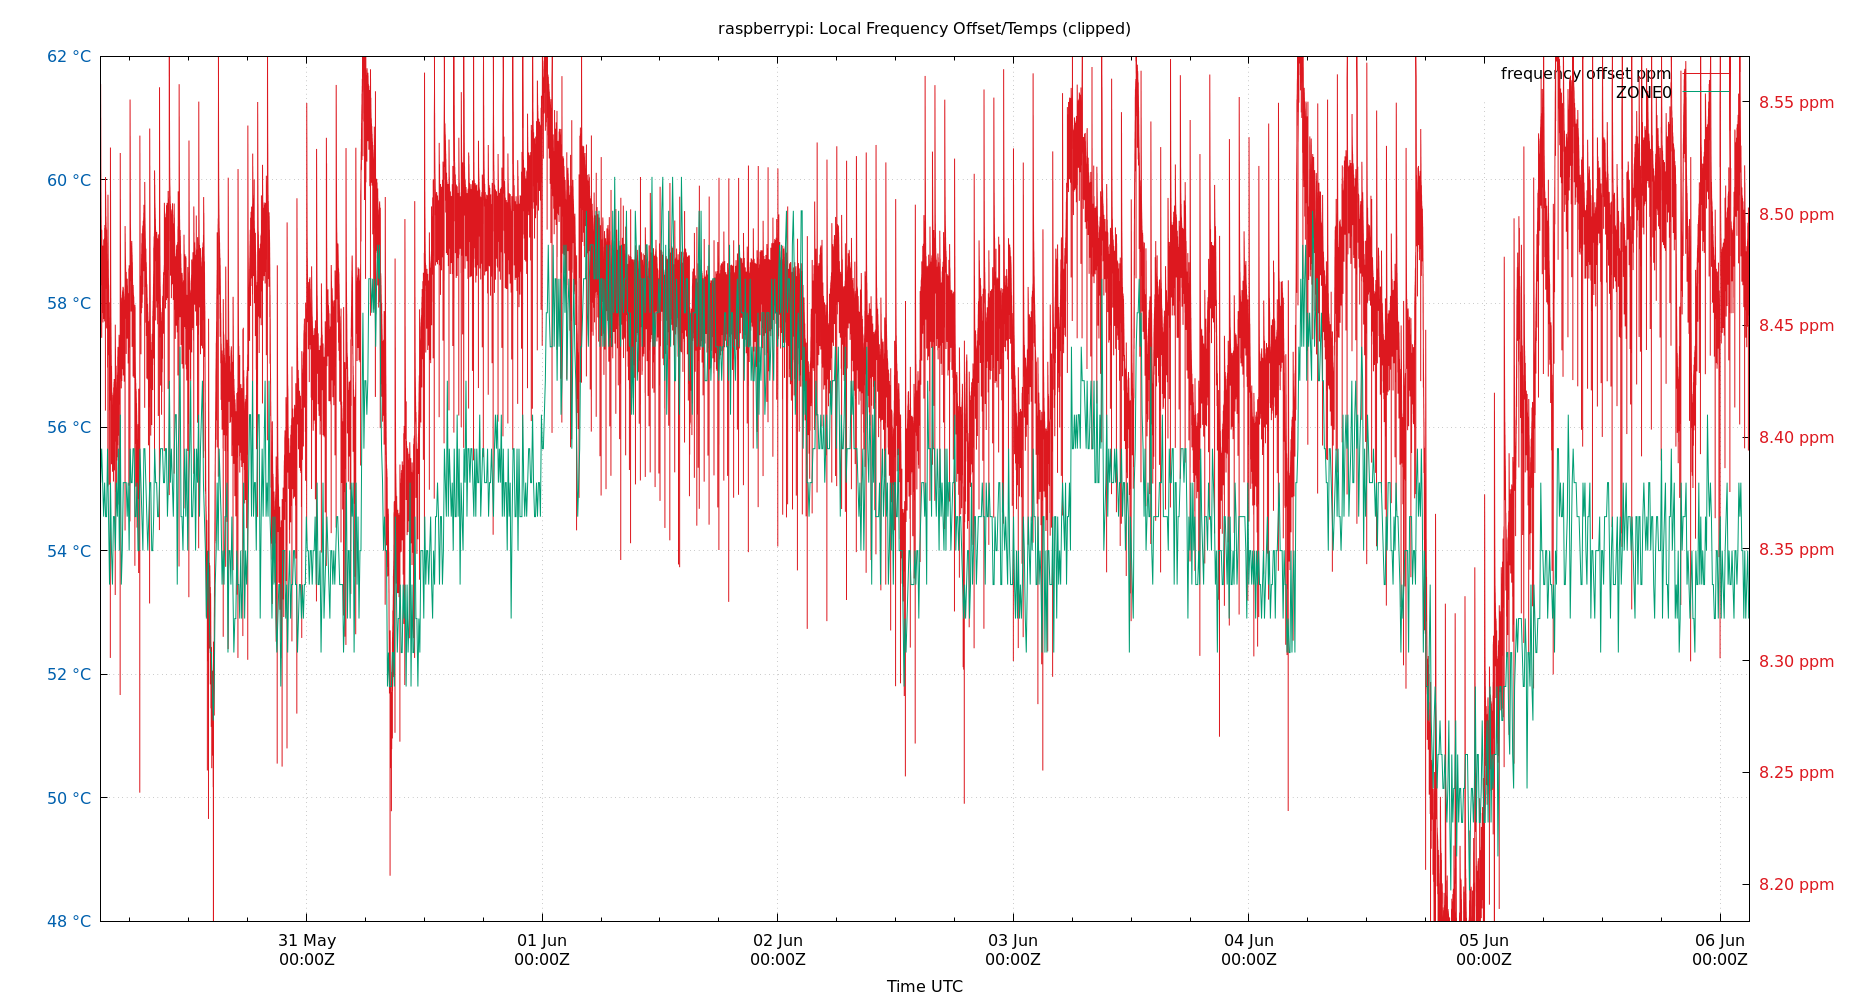 raspberrypi: Local Frequency Offset/Temps (clipped)
62 °C
60 °C
58 °C
56 °C
54 °C
52 °C
50 °C
48 °C
frequency offset ppm
ZONE0
8.55 ppm
8.50 ppm
8.45 ppm
8.40 ppm
8.35 ppm
8.30 ppm
8.25 ppm
8.20 ppm
31 May 01 Jun 02 Jun 03 Jun 04 Jun 05 Jun 06 Jun
00:00Z 00:00Z 00:00Z 00:00Z 00:00Z 00:00Z 00:00Z
Time UTC